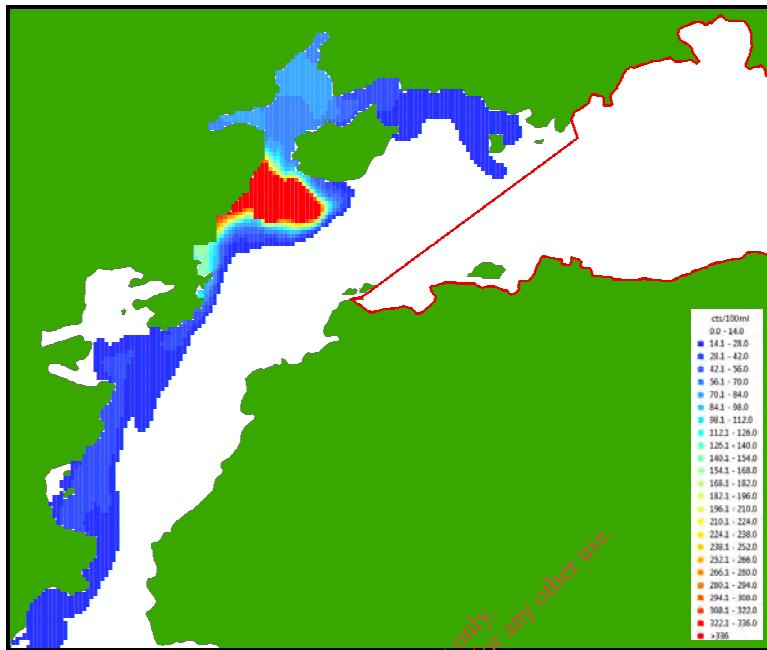 cts/100ml
0.0 - 14.0
14.1 - 28.0
28.1 - 42.0
42.1 - 56.0
56.1 - 70.0
70.1 - 84.0
84.1 - 98.0
98.1 - 112.0
112.1 - 126.0
126.1 - 140.0
140.1 - 154.0
154.1 - 168.0
168.1 - 182.0
182.1 - 196.0
196.1 - 210.0
210.1 - 224.0
224.1 - 238.0
238.1 - 252.0
252.1 - 266.0
266.1 - 280.0
280.1 - 294.0
294.1 - 308.0
308.1 - 322.0
322.1 - 336.0
>336
only.
for any other use.